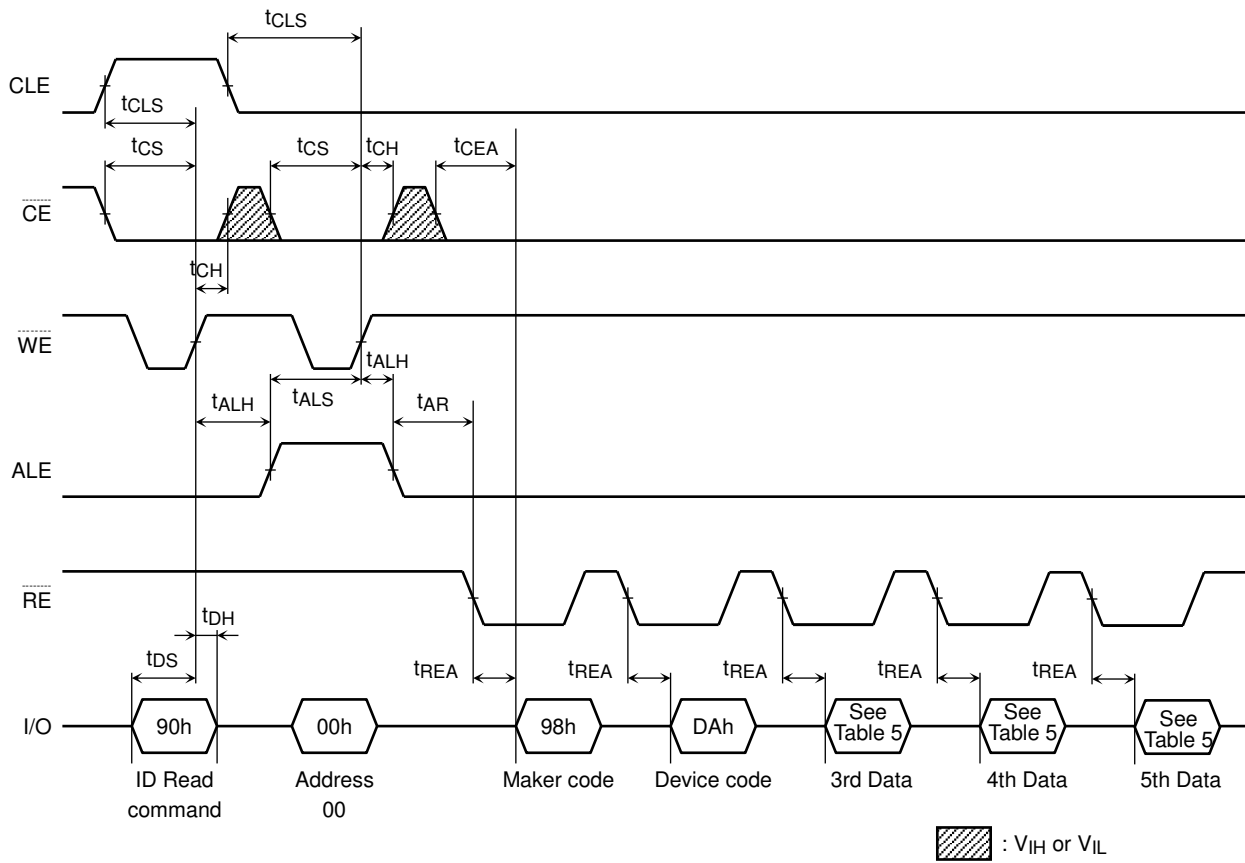 tCLS
CLE
tCLS
tCS tCS tCH tCEA
CE
tCH
WE
tALH
tALH tALS tAR
ALE
RE
tDH
tDS tREA tREA tREA tREA tREA
I/O 90h 00h 98h DAh See Table 5 See Table 5 See Table 5
ID Read command Address 00 Maker code Device code 3rd Data 4th Data 5th Data
: VIH or VIL